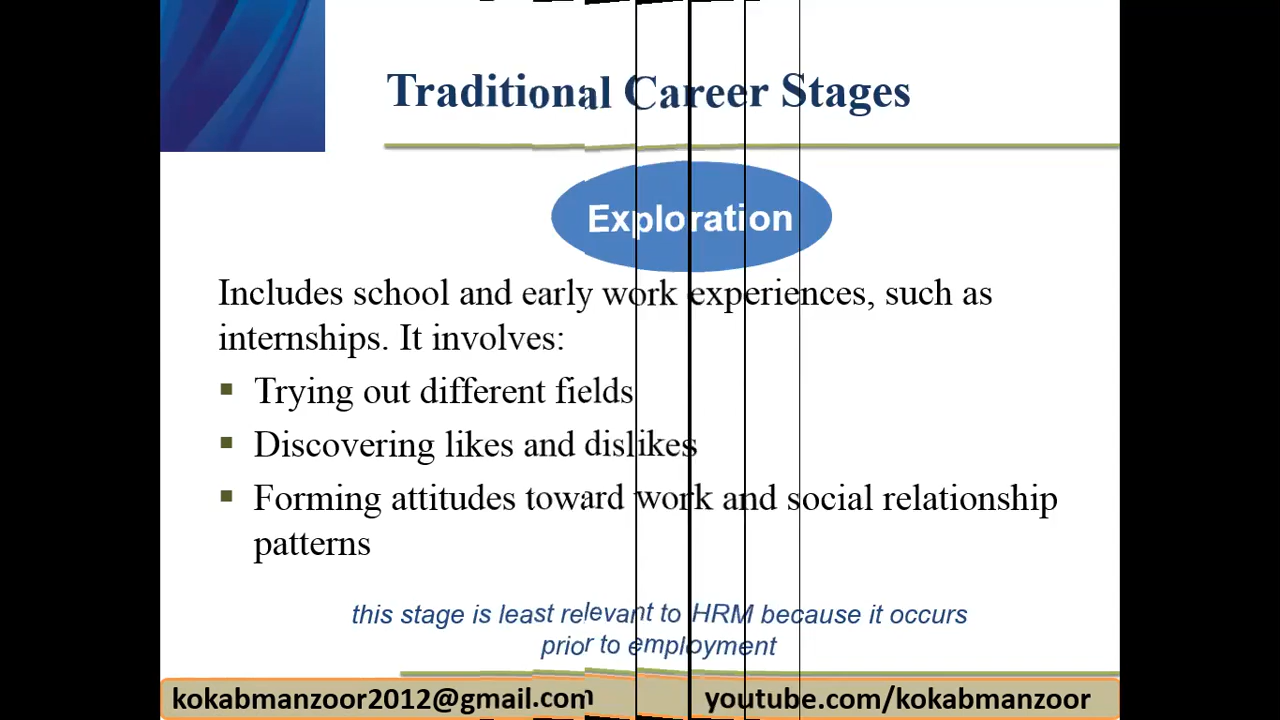 Traditional Career Stages
Exploration
Includes school and early work experiences, such as
internships. It involves:
▪ Trying out different fields
▪ Discovering likes and dislikes
▪ Forming attitudes toward work and social relationship
patterns
this stage is least relevant to HRM because it occurs
prior to employment
kokabmanzoor2012@gmail.com youtube.com/kokabmanzoor